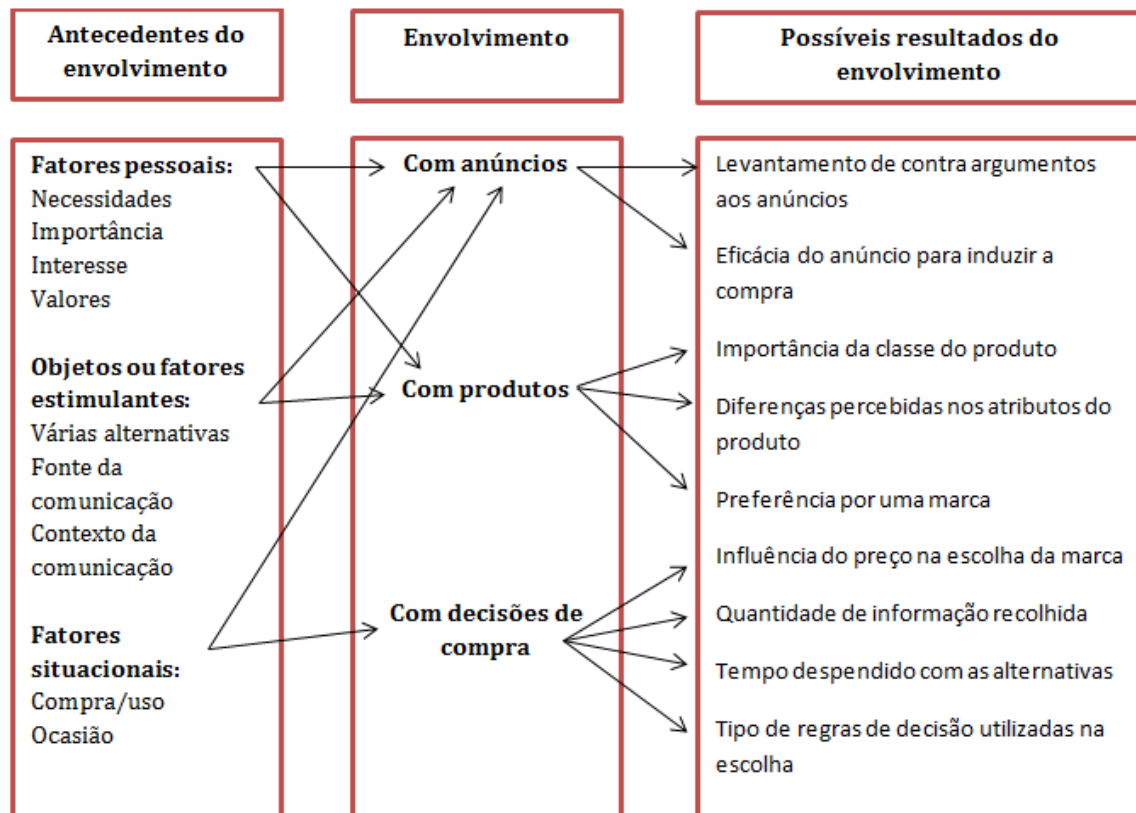 Antecedentes do
envolvimento
Envolvimento
Possíveis resultados do
envolvimento
Fatores pessoais:
Necessidades
Importância
Interesse
Valores
Objetos ou fatores
estimulantes:
Várias alternativas
Fonte da
comunicação
Contexto da
comunicação
Fatores
situacionais:
Compra/uso
Ocasião
Com anúncios
Com produtos
Com decisões de
compra
Levantamento de contra argumentos
aos anúncios
Eficácia do anúncio para induzir a
compra
Importância da classe do produto
Diferenças percebidas nos atributos do
produto
Preferência por uma marca
Influência do preço na escolha da marca
Quantidade de informação recolhida
Tempo despendido com as alternativas
Tipo de regras de decisão utilizadas na
escolha